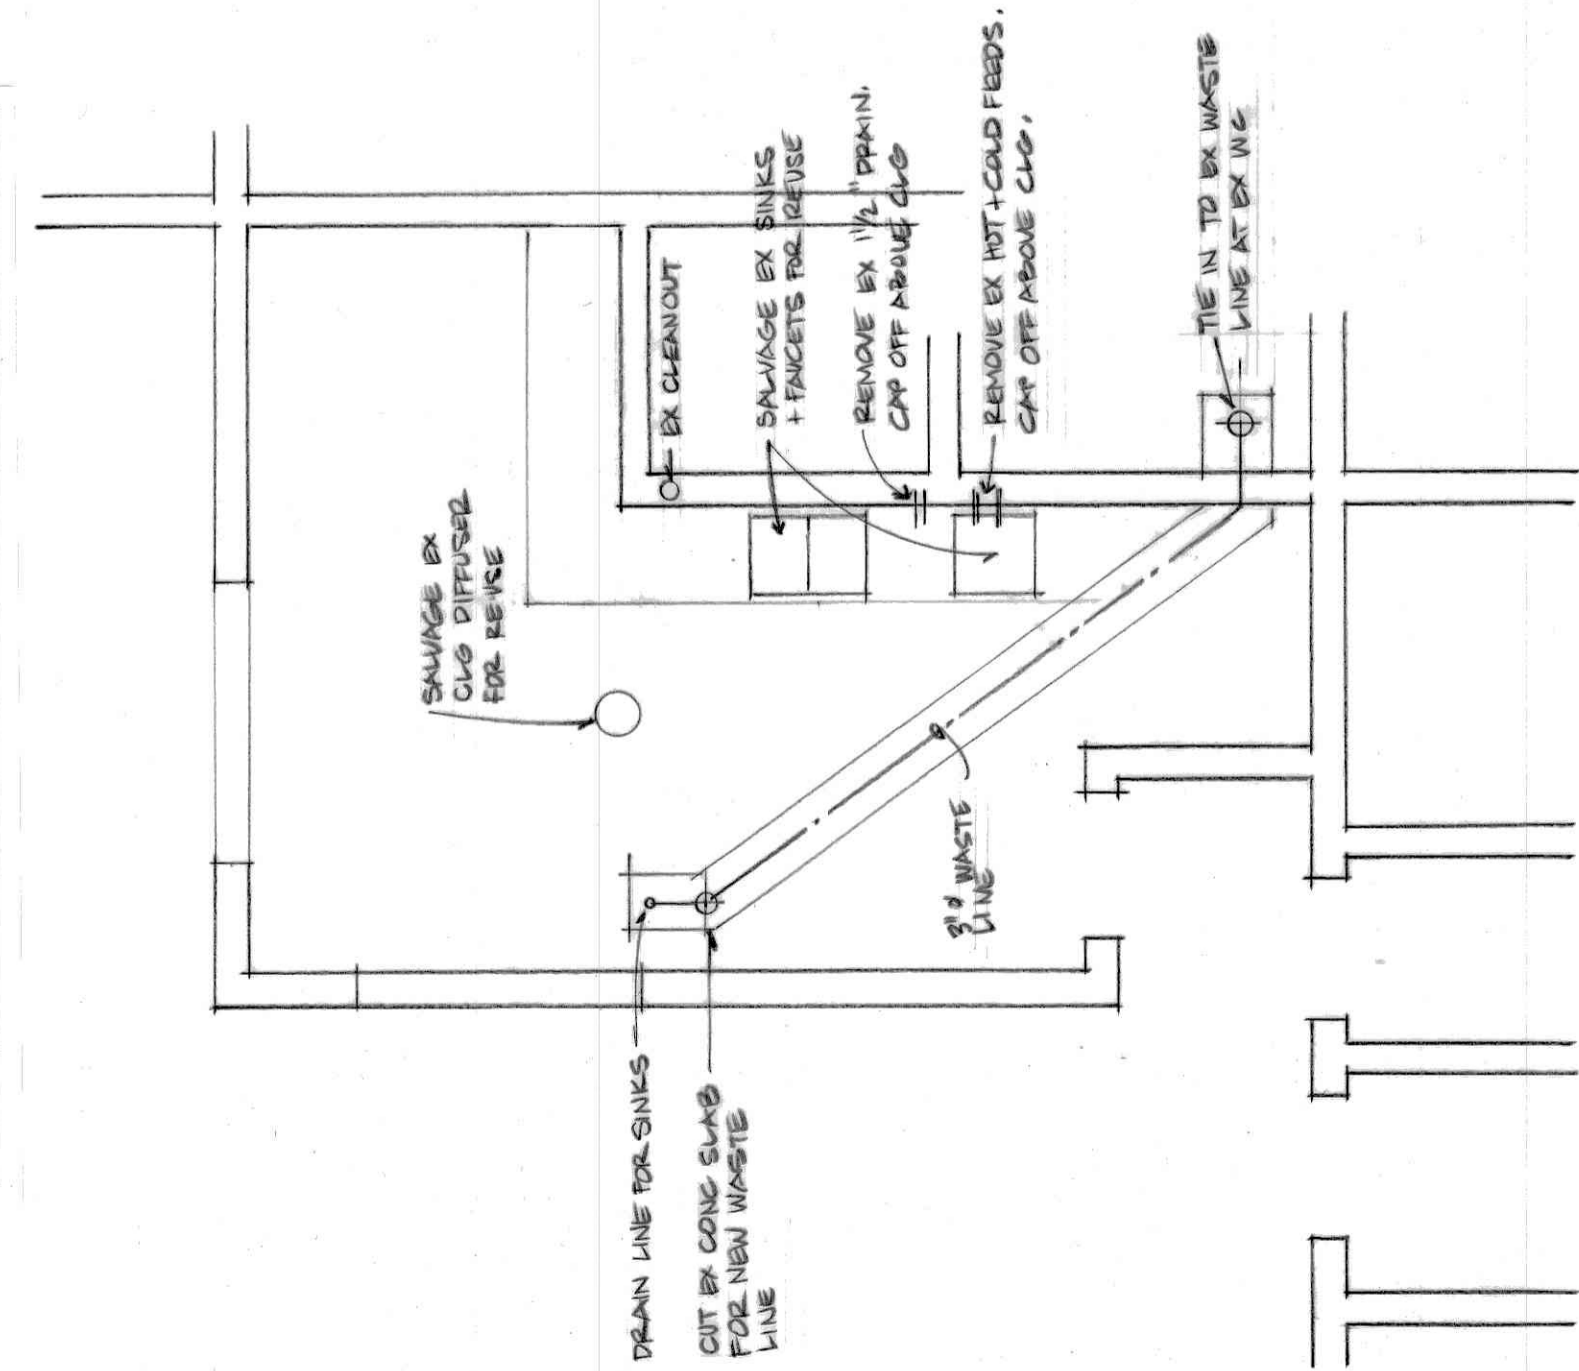 SALVAGE EX
CLG DIFFUSER
FOR REUSE
EX CLEANOUT
SALVAGE EX SINKS
+ FAUCETS FOR REUSE
REMOVE EX 1 1/2" DRAIN.
CAP OFF ABOVE CLG
REMOVE EX HOT + COLD FEEDS.
CAP OFF ABOVE CLG.
TIE IN TO EX WASTE
LINE AT EX WC
3"Ø WASTE
LINE
DRAIN LINE FOR SINKS
CUT EX CONC SLAB
FOR NEW WASTE
LINE